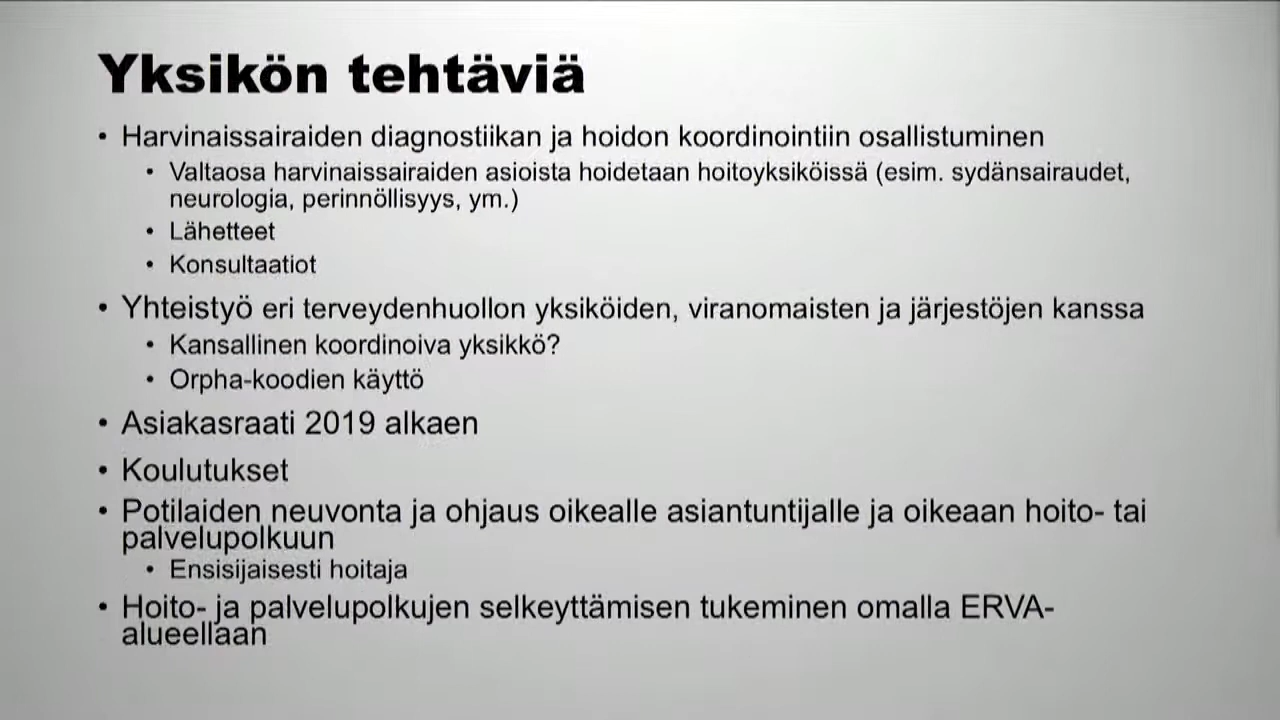 Yksikön tehtäviä
• Harvinaissairaiden diagnostiikan ja hoidon koordinointiin osallistuminen
• Valtaosa harvinaissairaiden asioista hoidetaan hoitoyksiköissä (esim. sydänsairaudet,
neurologia, perinnöllisyys, ym.)
• Lähetteet
• Konsultaatiot
• Yhteistyö eri terveydenhuollon yksiköiden, viranomaisten ja järjestöjen kanssa
• Kansallinen koordinoiva yksikkö?
• Orpha-koodien käyttö
• Asiakasraati 2019 alkaen
• Koulutukset
• Potilaiden neuvonta ja ohjaus oikealle asiantuntijalle ja oikeaan hoito- tai
palvelupolkuun
• Ensisijaisesti hoitaja
• Hoito- ja palvelupolkujen selkeyttämisen tukeminen omalla ERVA-
alueellaan